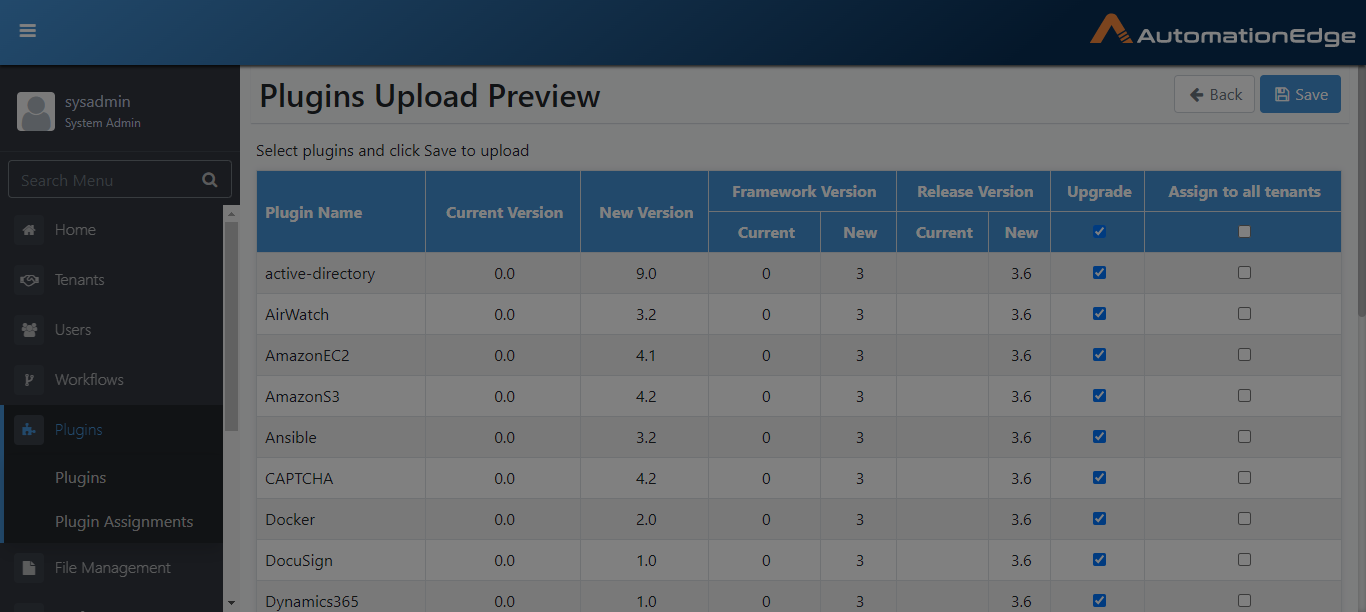 AutomationEdge
sysadmin
System Admin
Search Menu
Home
Tenants
Users
Workflows
Plugins
Plugins
Plugin Assignments
File Management
Plugins Upload Preview
Back
Save
Select plugins and click Save to upload
Plugin Name Current Version New Version Framework Version Release Version Upgrade Assign to all tenants
Current New Current New
active-directory 0.0 9.0 0 3 3.6
AirWatch 0.0 3.2 0 3 3.6
AmazonEC2 0.0 4.1 0 3 3.6
AmazonS3 0.0 4.2 0 3 3.6
Ansible 0.0 3.2 0 3 3.6
CAPTCHA 0.0 4.2 0 3 3.6
Docker 0.0 2.0 0 3 3.6
DocuSign 0.0 1.0 0 3 3.6
Dynamics365 0.0 1.0 0 3 3.6